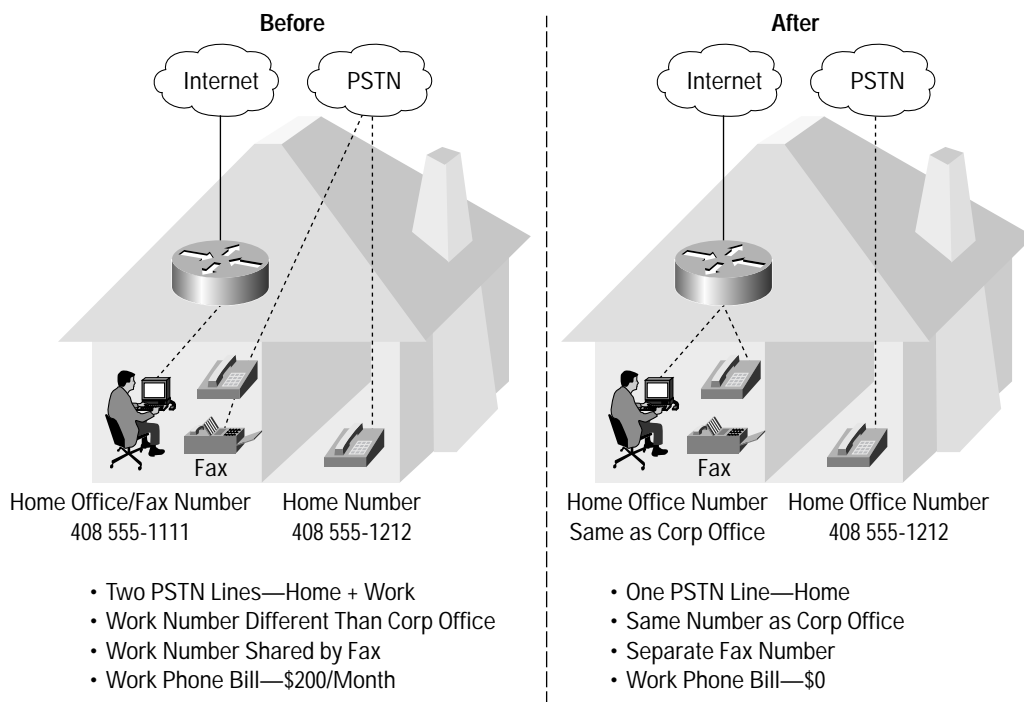 Before
Internet
PSTN
Fax
Home Office/Fax Number
408 555-1111
Home Number
408 555-1212
• Two PSTN Lines—Home + Work
• Work Number Different Than Corp Office
• Work Number Shared by Fax
• Work Phone Bill—$200/Month
After
Internet
PSTN
Fax
Home Office Number
Same as Corp Office
Home Office Number
408 555-1212
• One PSTN Line—Home
• Same Number as Corp Office
• Separate Fax Number
• Work Phone Bill—$0